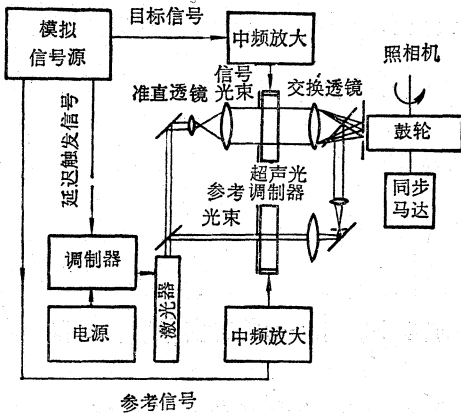 模拟
信号源
目标信号
中频放大
照相机
信号
光束
准直透镜
交换透镜
鼓轮
延迟触发信号
超声光
调制器
参考
光束
同步
马达
调制器
激光器
电源
中频放大
参考信号